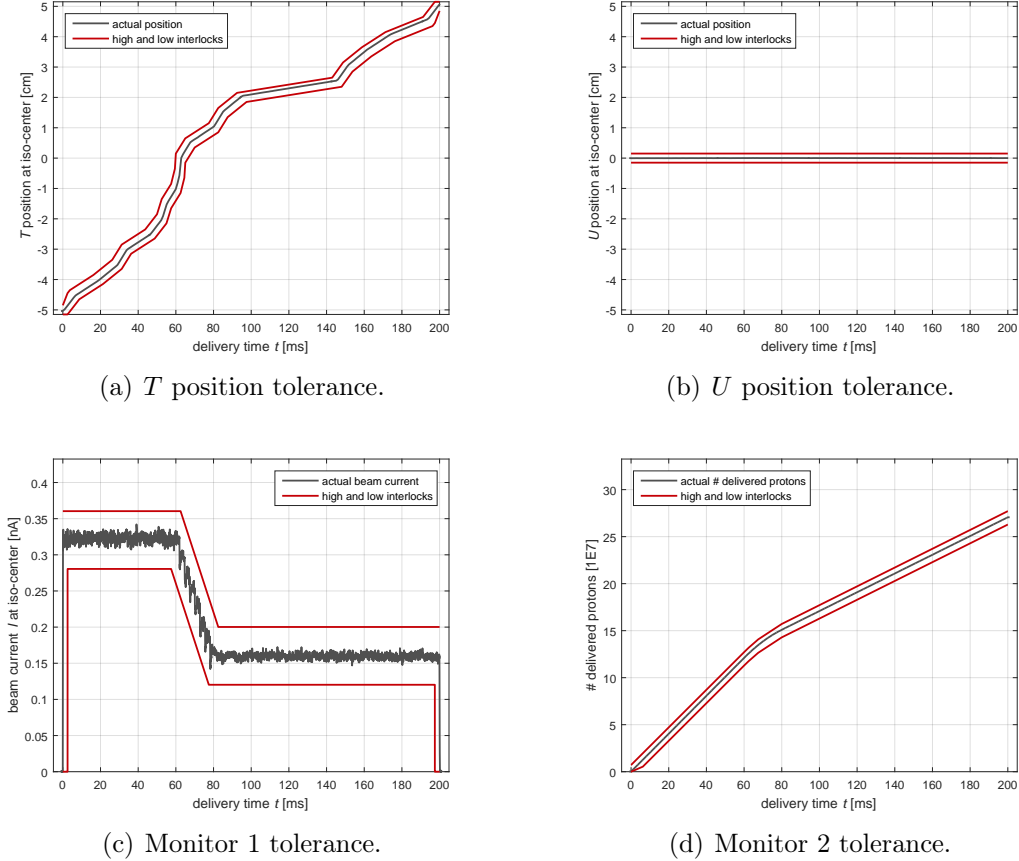 5
4
3
2
1
0
-1
-2
-3
-4
-5
T position at iso-center [cm]
actual position
high and low interlocks
0 20 40 60 80 100 120 140 160 180 200
delivery time t [ms]
(a) T position tolerance.
5
4
3
2
1
0
-1
-2
-3
-4
-5
U position at iso-center [cm]
actual position
high and low interlocks
0 20 40 60 80 100 120 140 160 180 200
delivery time t [ms]
(b) U position tolerance.
0.4
0.35
0.3
0.25
0.2
0.15
0.1
0.05
0
beam current I at iso-center [nA]
actual beam current
high and low interlocks
0 20 40 60 80 100 120 140 160 180 200
delivery time t [ms]
(c) Monitor 1 tolerance.
30
25
20
15
10
5
0
# delivered protons [1E7]
actual # delivered protons
high and low interlocks
0 20 40 60 80 100 120 140 160 180 200
delivery time t [ms]
(d) Monitor 2 tolerance.